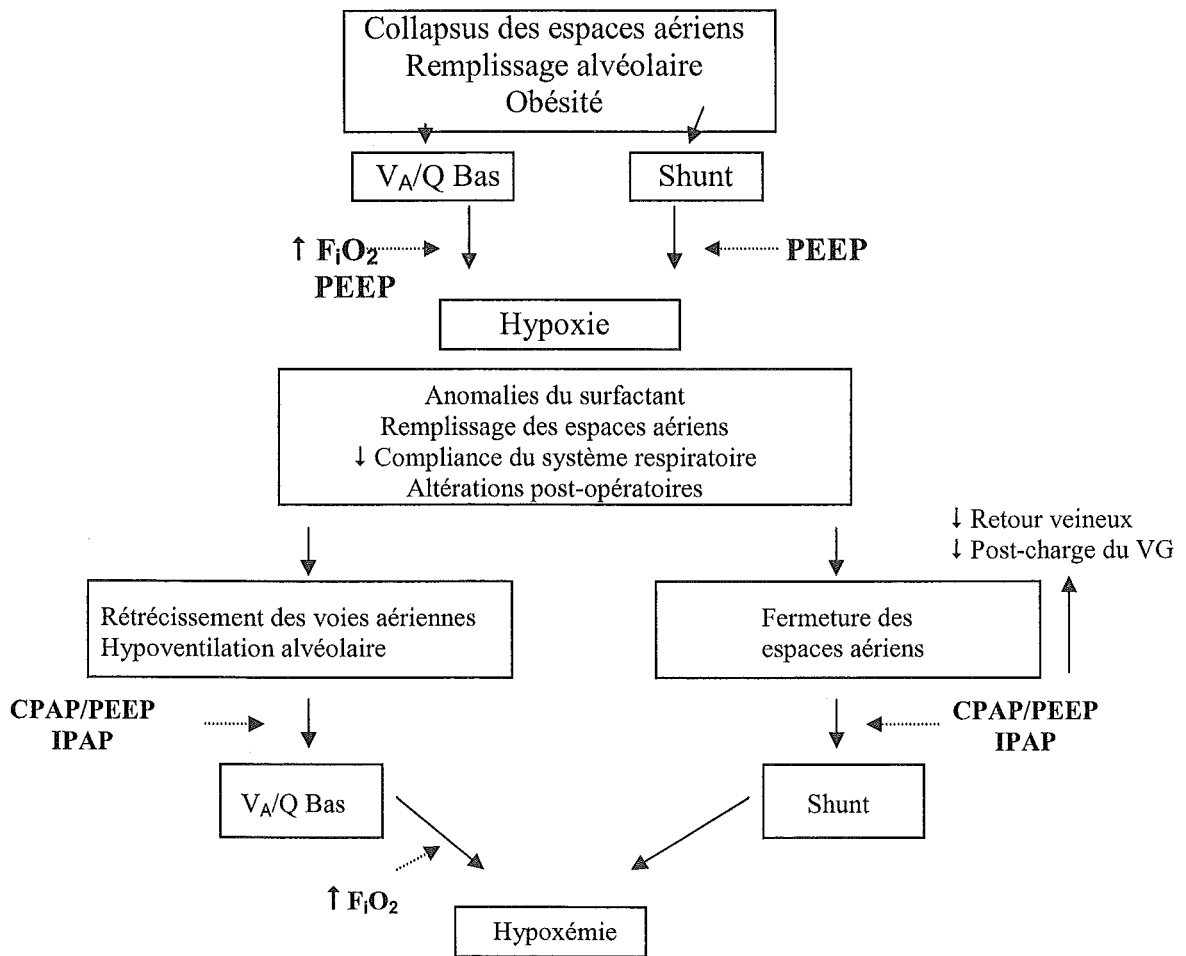 Collapsus des espaces aériens
Remplissage alvéolaire
Obésité
VA/Q Bas
Shunt
↑ FiO2
PEEP
PEEP
Hypoxie
Anomalies du surfactant
Remplissage des espaces aériens
↓ Compliance du système respiratoire
Altérations post-opératoires
↓ Retour veineux
↓ Post-charge du VG
Rétrécissement des voies aériennes
Hypoventilation alvéolaire
Fermeture des
espaces aériens
CPAP/PEEP
IPAP
CPAP/PEEP
IPAP
VA/Q Bas
Shunt
↑ FiO2
Hypoxémie